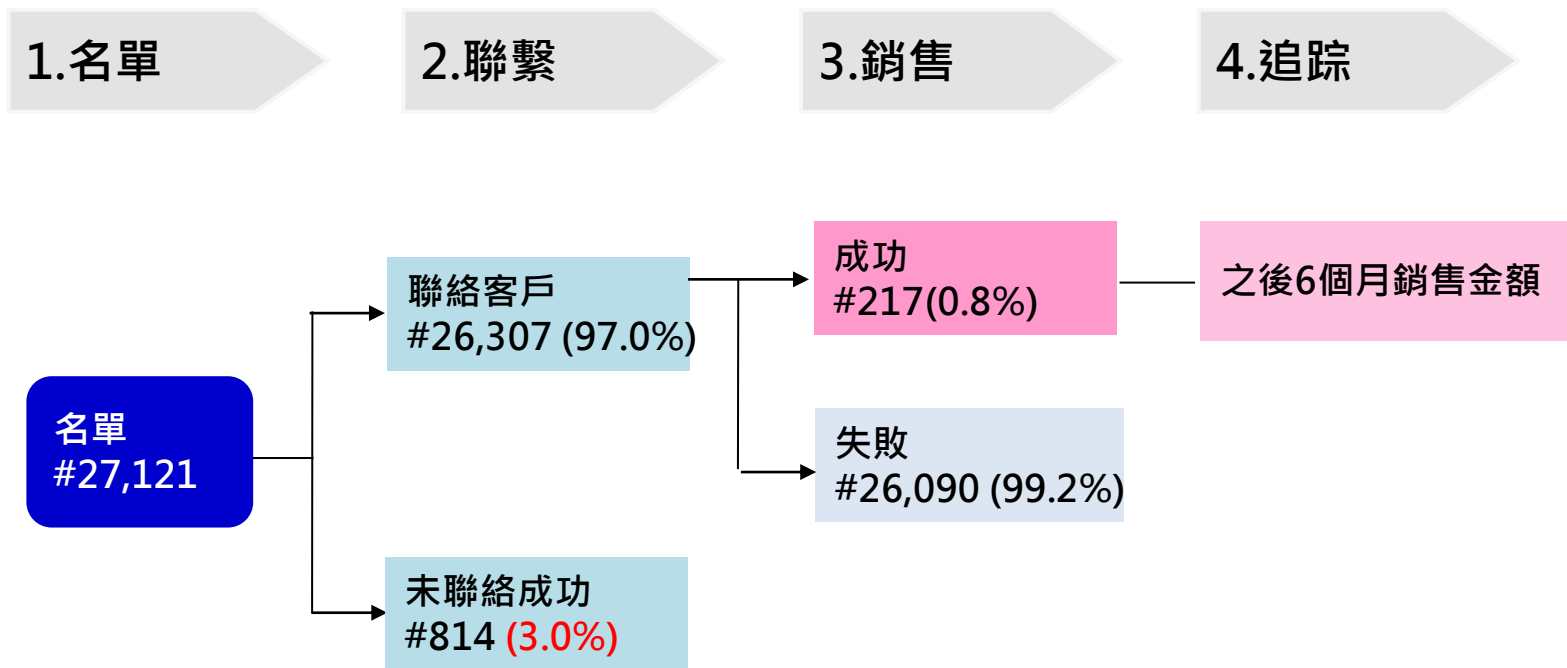 1.名單
2.聯繫
3.銷售
4.追踪
名單
#27,121
聯絡客戶
#26,307 (97.0%)
未聯絡成功
#814 (3.0%)
成功
#217(0.8%)
失敗
#26,090 (99.2%)
之後6個月銷售金額